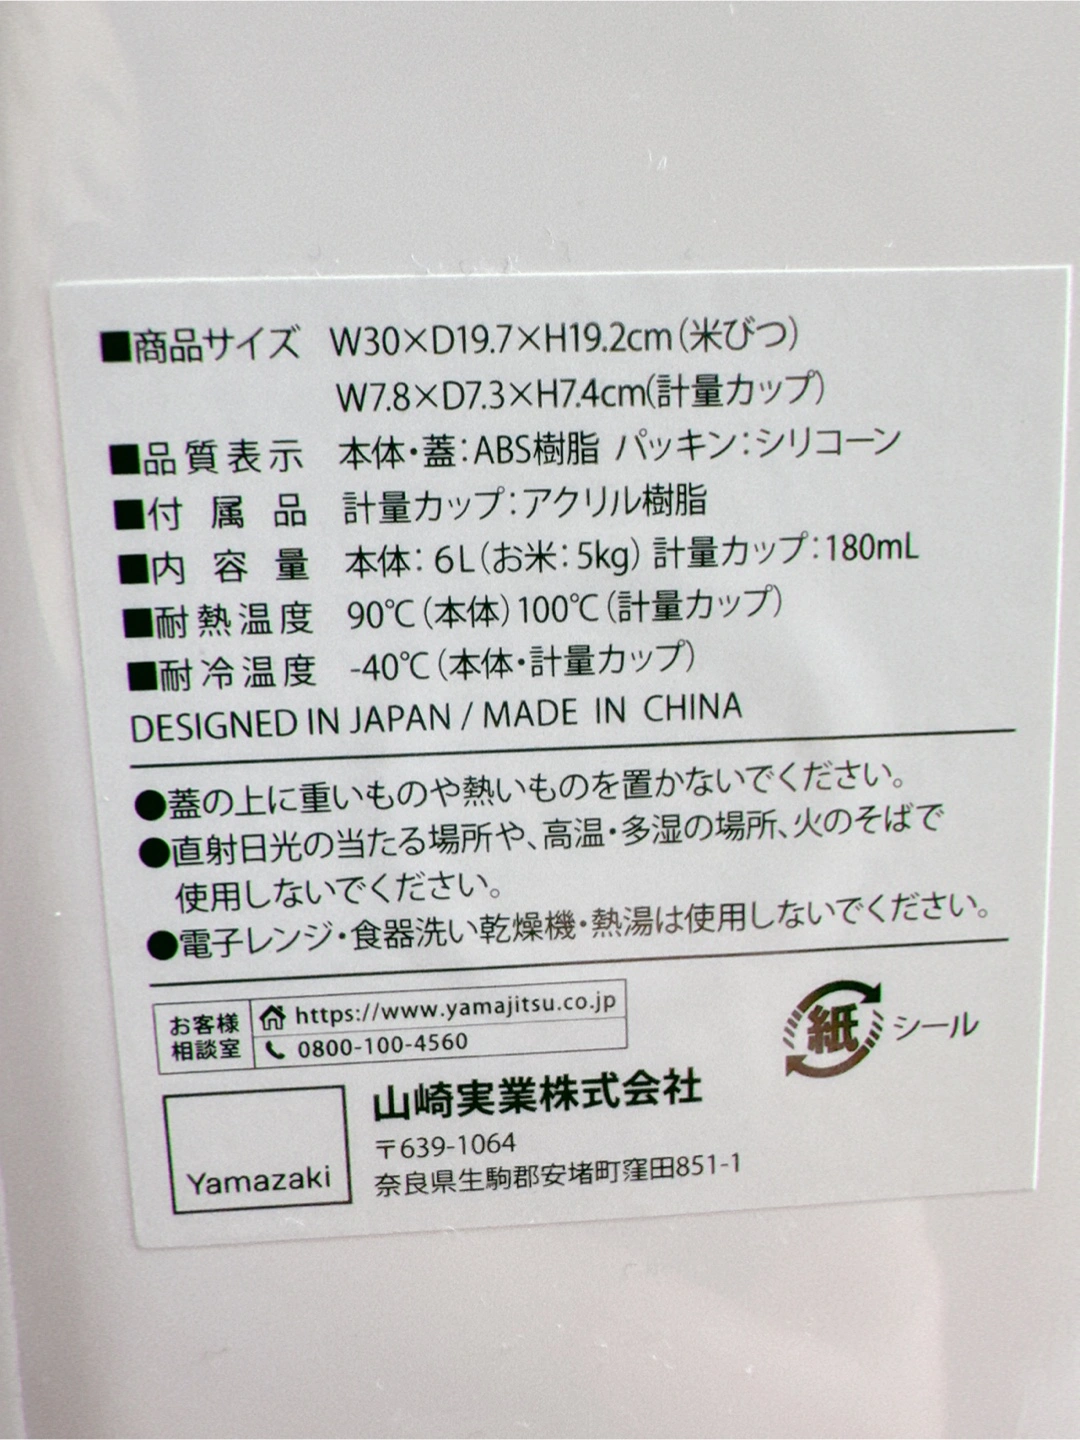 ■商品サイズ W30×D19.7×H19.2cm(米びつ)
W7.8×D7.3×H7.4cm(計量カップ)
■品質表示 本体・蓋:ABS樹脂 パッキン:シリコーン
■付属品 計量カップ:アクリル樹脂
■内容量 本体:6L(お米:5kg) 計量カップ:180mL
■耐熱温度 90℃(本体)100℃(計量カップ)
■耐冷温度 -40℃(本体・計量カップ)
DESIGNED IN JAPAN / MADE IN CHINA
●蓋の上に重いものや熱いものを置かないでください。
●直射日光の当たる場所や、高温・多湿の場所、火のそばで
使用しないでください。
●電子レンジ・食器洗い乾燥機・熱湯は使用しないでください。
お客様
相談室
https://www.yamajitsu.co.jp
0800-100-4560
紙 シール
Yamazaki
山崎実業株式会社
〒639-1064
奈良県生駒郡安堵町窪田851-1